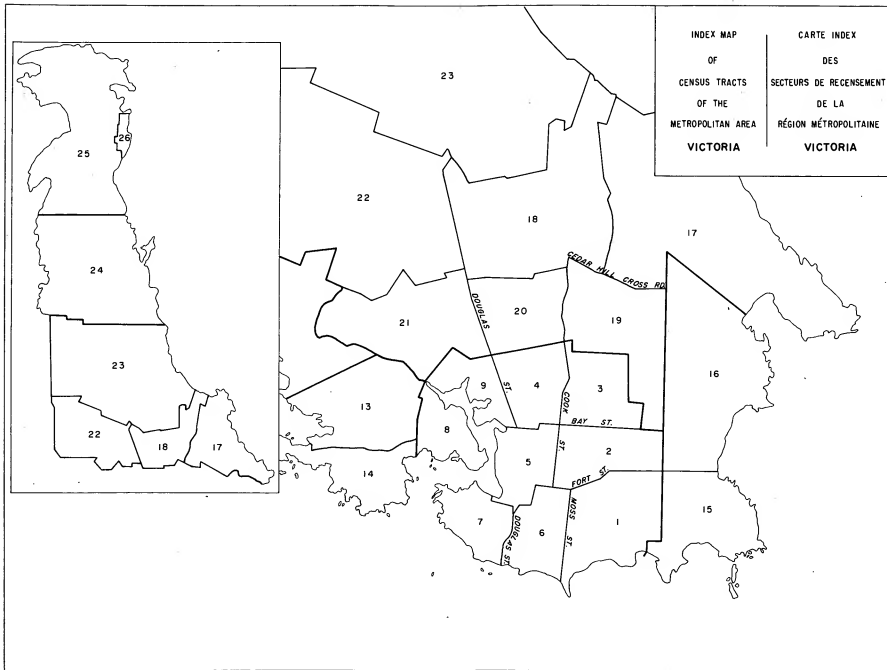 INDEX MAP
OF
CENSUS TRACTS
OF THE
METROPOLITAN AREA
VICTORIA
CARTE INDEX
DES
SECTEURS DE RECENSEMENT
DE LA
RÉGION MÉTROPOLITAINE
VICTORIA
26
25
24
23
22
18
17
23
22
18
17
CEDAR HILL CROSS RD.
DOUGLAS ST.
21
20
19
16
13
9
4
3
COOK ST.
BAY ST.
8
5
2
14
FORT ST.
7
DOUGLAS ST.
6
MOSS ST.
1
15